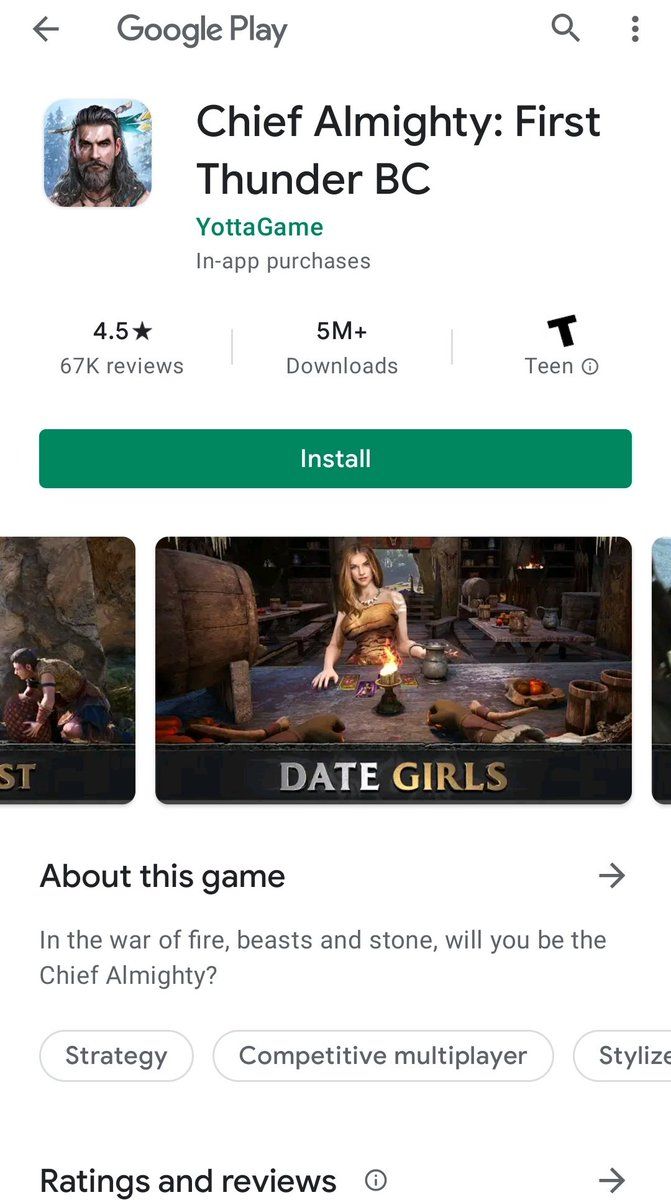 Google Play
Chief Almighty: First
Thunder BC
YottaGame
In-app purchases
4.5★
67K reviews
5M+
Downloads
T
Teen
Install
ST
DATE GIRLS
About this game
In the war of fire, beasts and stone, will you be the
Chief Almighty?
Strategy
Competitive multiplayer
Stylize
Ratings and reviews